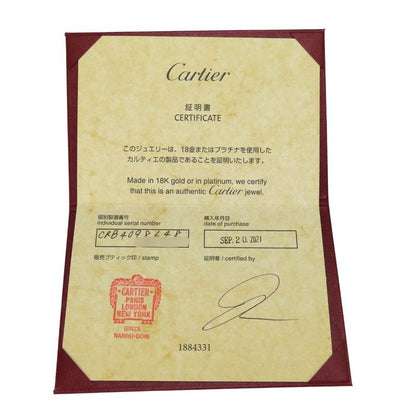 Cartier
証明書
CERTIFICATE
このジュエリーは、18金またはプラチナを使用した
カルティエの製品であることを証明いたします。
Made in 18K gold or in platinum, we certify
that this is an authentic Cartier jewel.
個別製造番号
individual serial number
CRB4098648
購入年月日
date of purchase
SEP. 20. 2021
販売ブティック印 / stamp
証明者 / certified by
CARTIER
PARIS
LONDON
NEW YORK
GINZA
NAMIKI-DORI
1884331